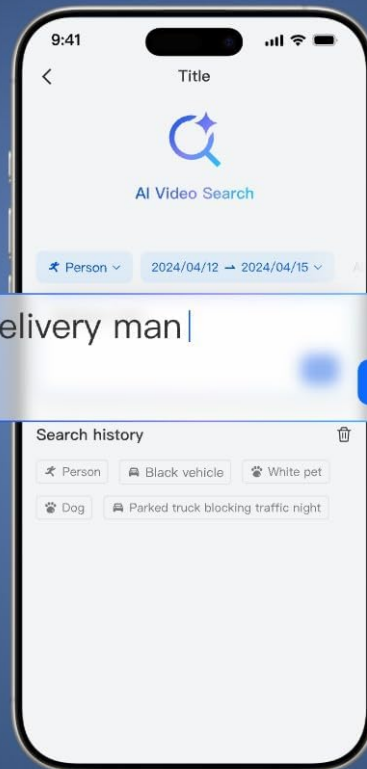 9:41
Title
AI Video Search
Person
2024/04/12 → 2024/04/15
elivery man
Search history
Person
Black vehicle
White pet
Dog
Parked truck blocking traffic night